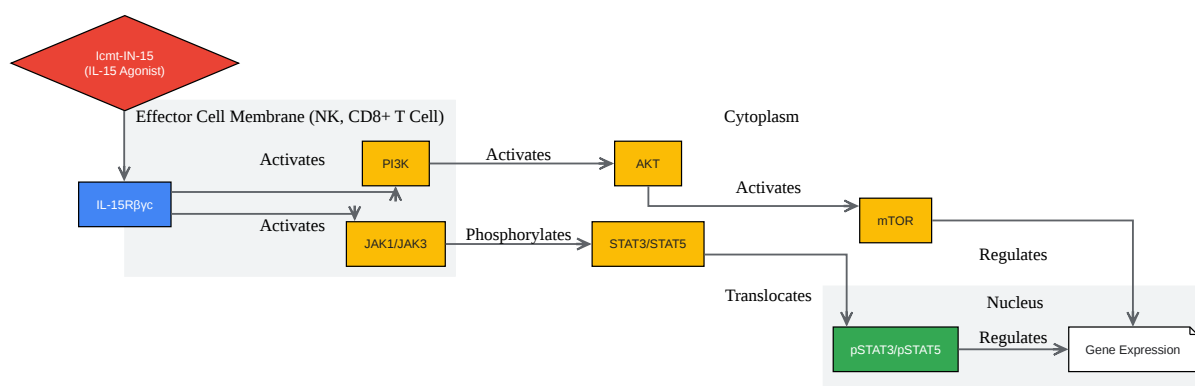 Icmt-IN-15
(IL-15 Agonist)
Effector Cell Membrane (NK, CD8+ T Cell)
Cytoplasm
Activates
PI3K
Activates
AKT
Activates
IL-15Rβγc
mTOR
Activates
JAK1/JAK3
Phosphorylates
STAT3/STAT5
Regulates
Translocates
Nucleus
pSTAT3/pSTAT5
Regulates
Gene Expression